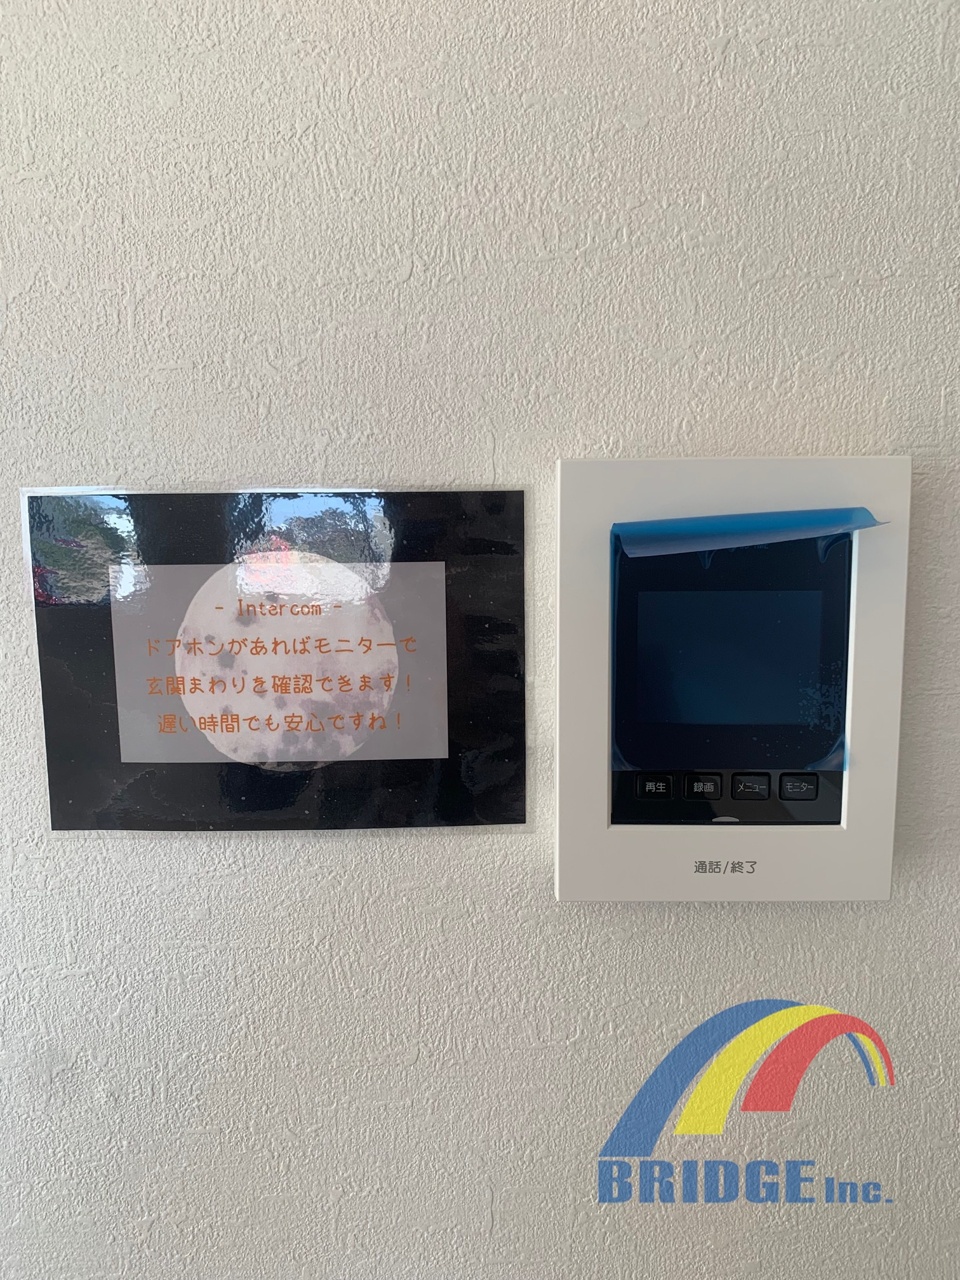 - Intercom -
ドアホンがあればモニターで
玄関まわりを確認できます！
遅い時間でも安心ですね！
再生 録画 メニュー モニター
通話/終了
BRIDGE Inc.